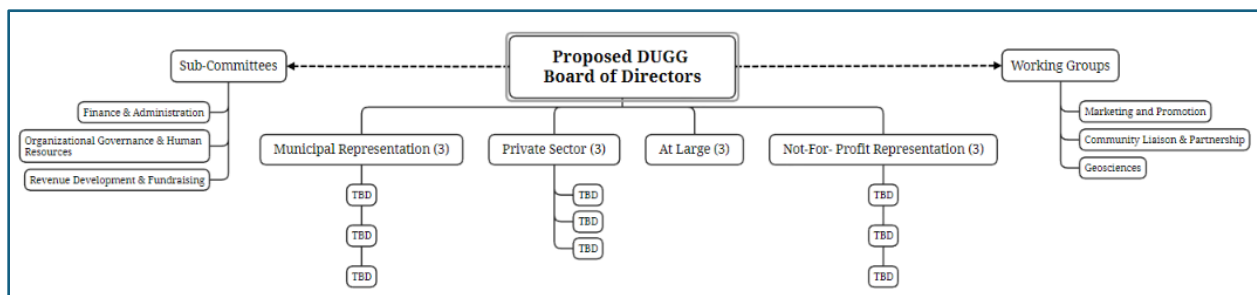 Proposed DUGG
Board of Directors
Sub-Committees
Working Groups
Finance & Administration
Organizational Governance & Human
Resources
Revenue Development & Fundraising
Municipal Representation (3)
Private Sector (3)
At Large (3)
Not-For- Profit Representation (3)
Marketing and Promotion
Community Liaison & Partnership
Geosciences
TBD
TBD
TBD
TBD
TBD
TBD
TBD
TBD
TBD